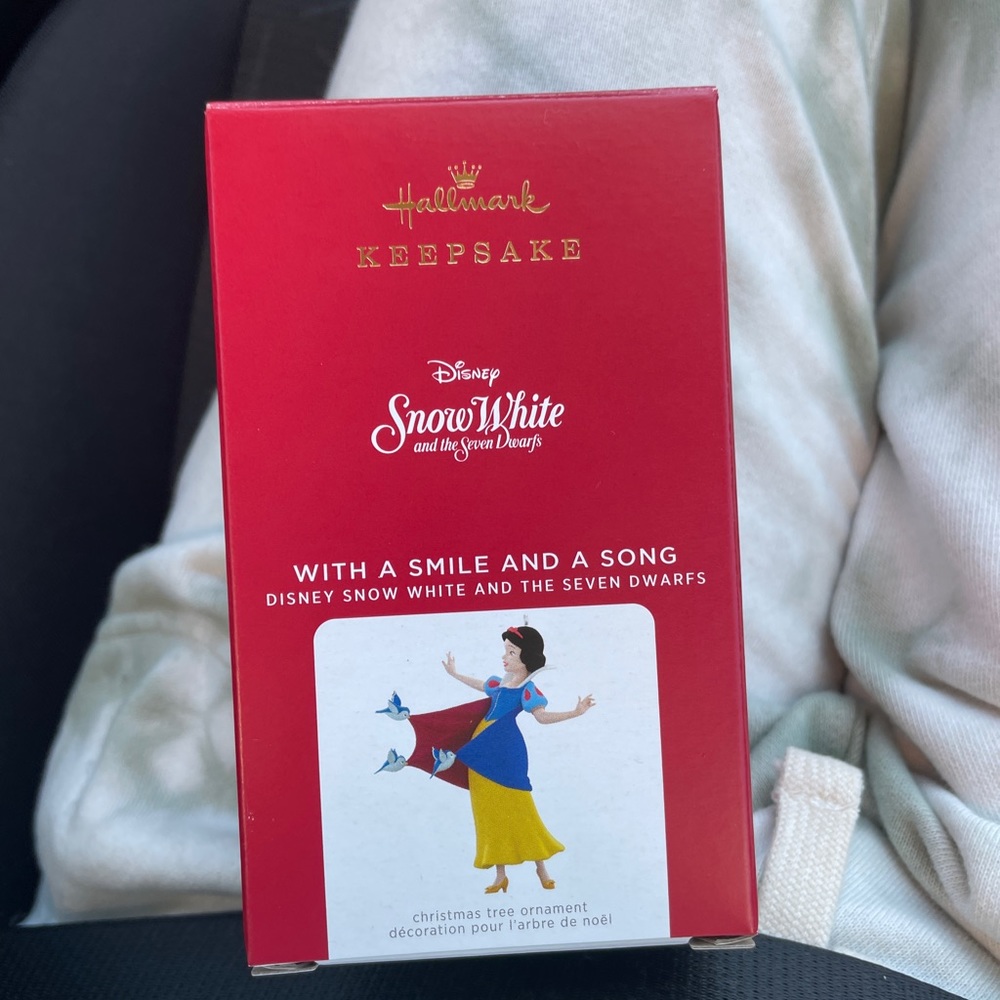 Hallmark
KEEPSAKE
Disney
Snow White
and the Seven Dwarfs
WITH A SMILE AND A SONG
DISNEY SNOW WHITE AND THE SEVEN DWARFS
christmas tree ornament
décoration pour l'arbre de noël